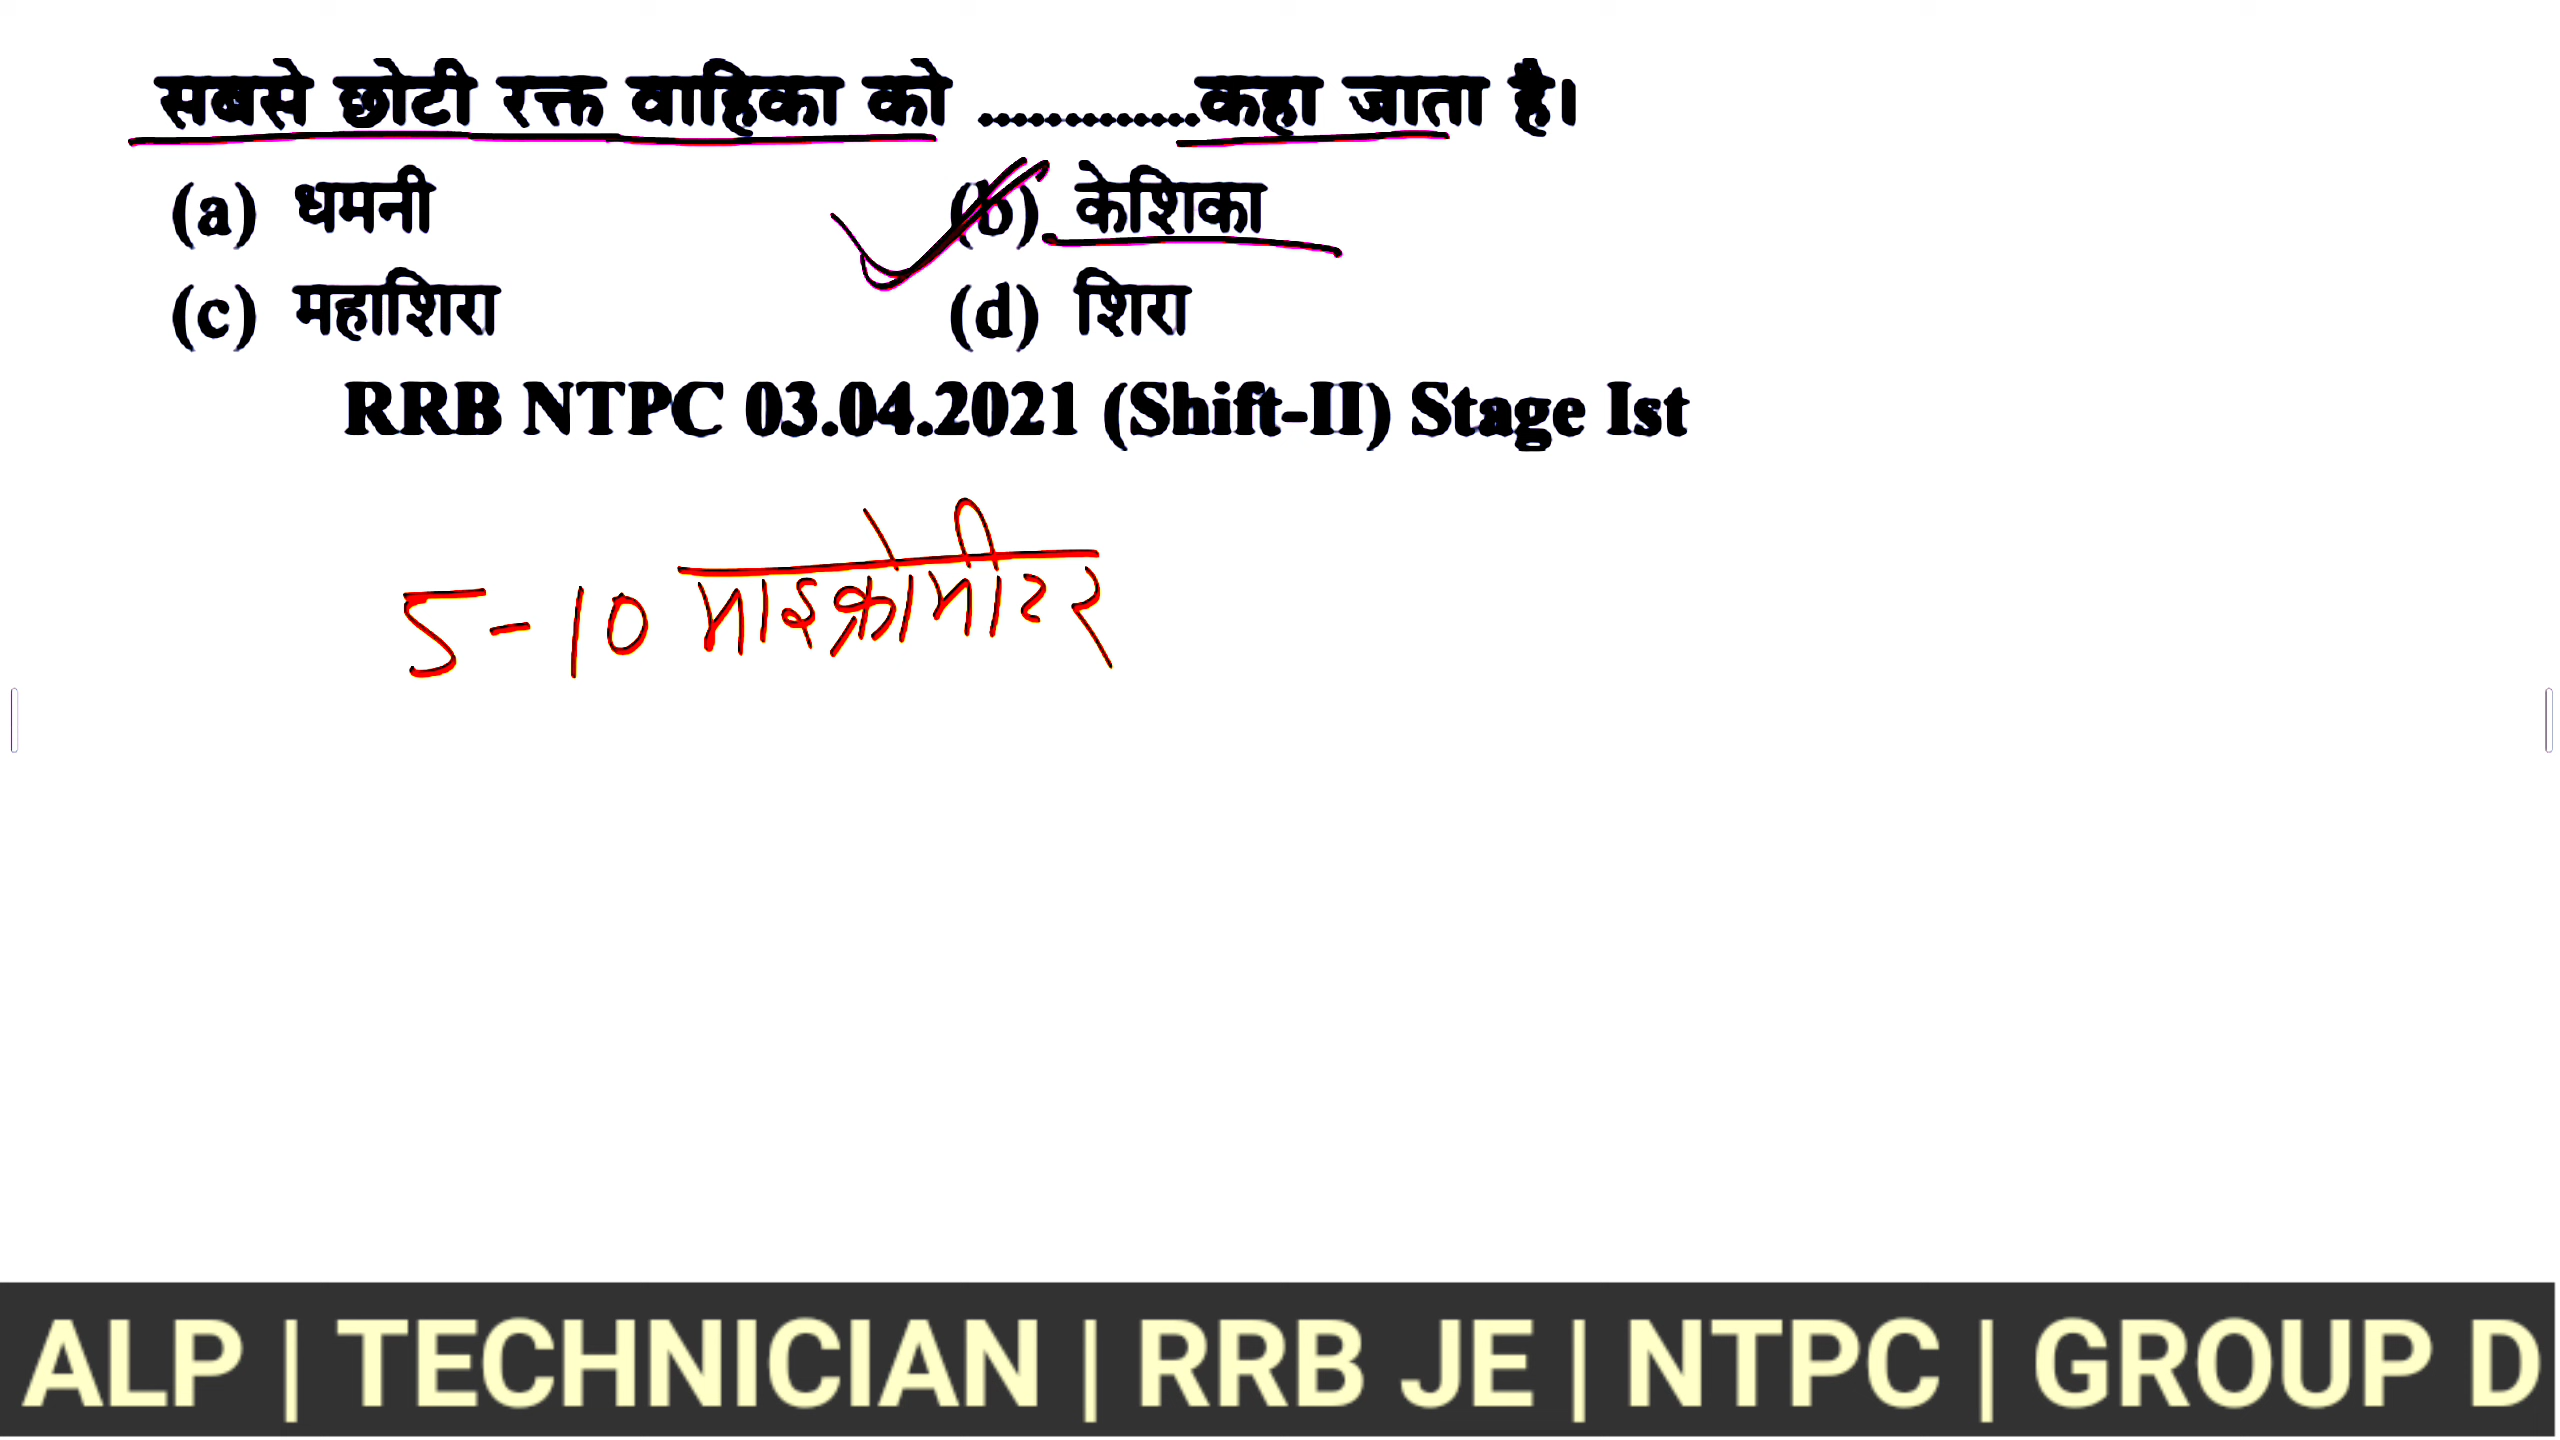 सबसे छोटी रक्त वाहिका को .............कहा जाता है।
(a) धमनी (b) केशिका
(c) महाशिरा (d) शिरा
RRB NTPC 03.04.2021 (Shift-II) Stage Ist
5-10 माइक्रोमीटर
ALP | TECHNICIAN | RRB JE | NTPC | GROUP D